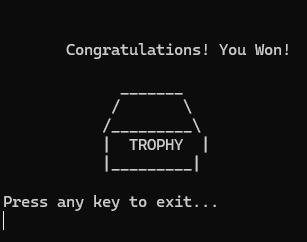 Congratulations! You Won!
TROPHY
Press any key to exit...